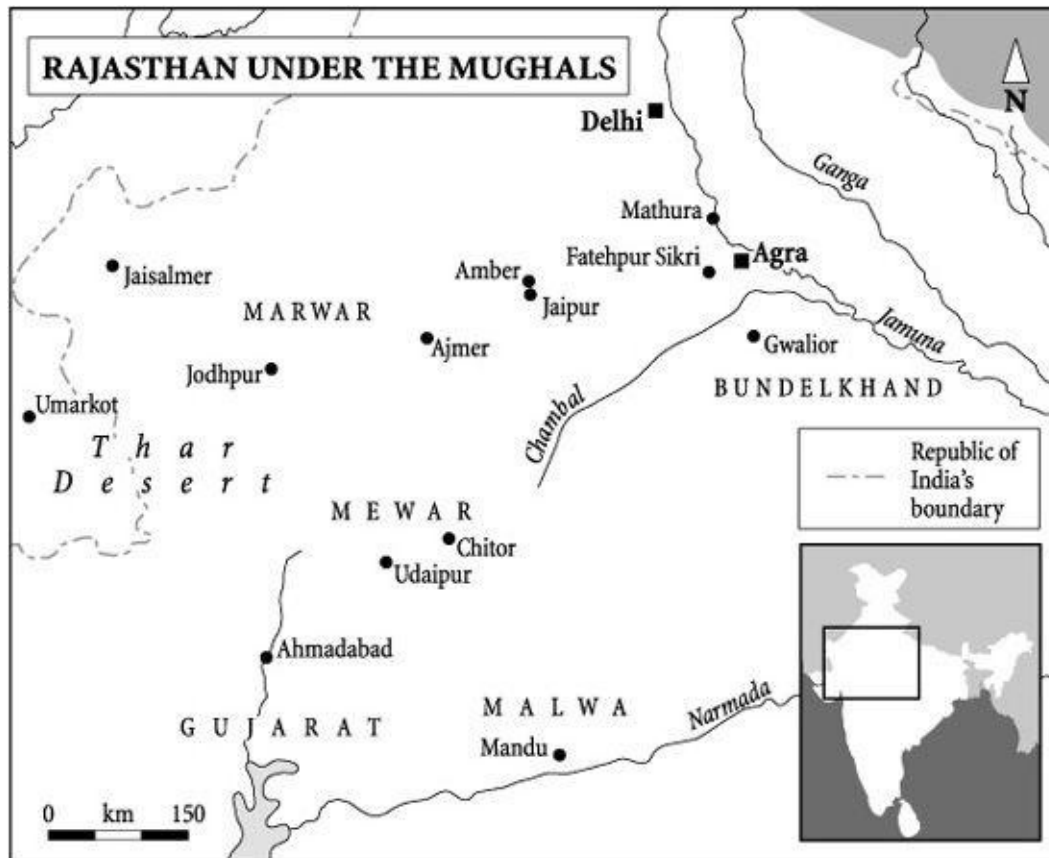 RAJASTHAN UNDER THE MUGHALS
N
Delhi
Ganga
Mathura
Fatehpur Sikri
Agra
Jaisalmer
Amber
Jaipur
MARWAR
Jamuna
Ajmer
Gwalior
Jodhpur
BUNDELKHAND
Umarkot
Chambal
Thar
Desert
Republic of
India's
boundary
MEWAR
Chitor
Udaipur
Ahmadabad
GUJARAT
MALWA
Narmada
Mandu
0 km 150